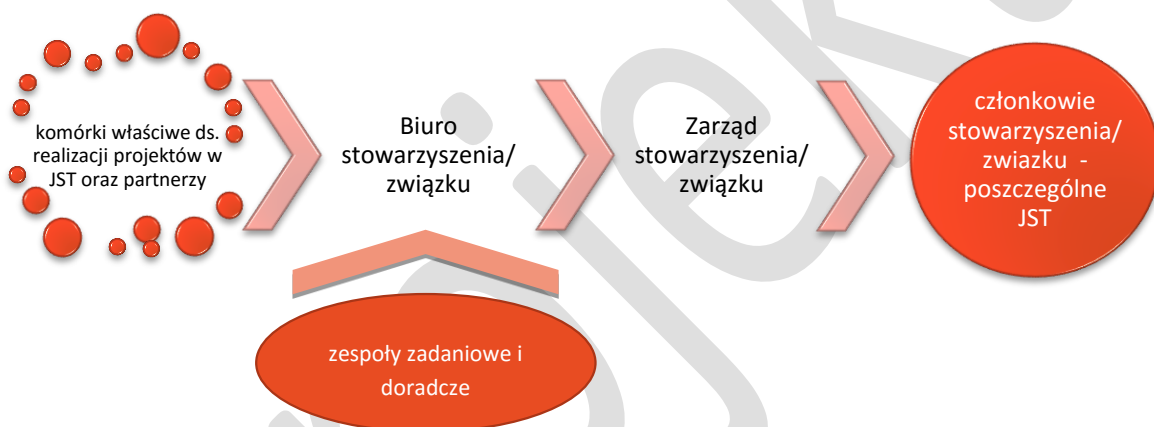 komórki właściwe ds.
realizacji projektów w
JST oraz partnerzy
Biuro
stowarzyszenia/
związku
Zarząd
stowarzyszenia/
związku
członkowie
stowarzyszenia/
zwiazku -
poszczególne
JST
zespoły zadaniowe i
doradcze